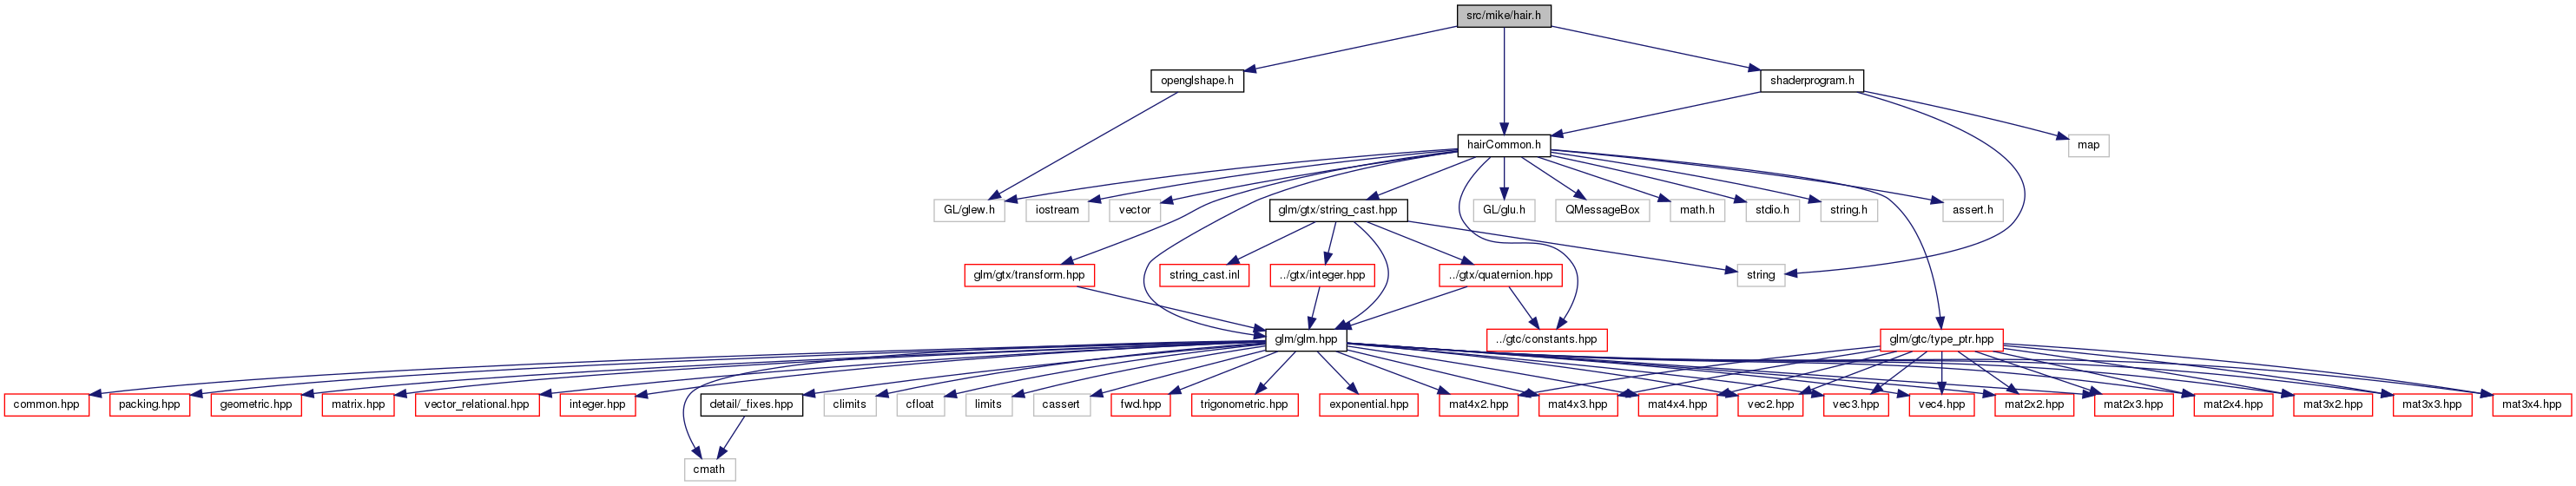 src/mike/hair.h
openglshape.h
shaderprogram.h
hairCommon.h
map
GL/glew.h
iostream
vector
glm/gtx/string_cast.hpp
GL/glu.h
QMessageBox
math.h
stdio.h
string.h
assert.h
glm/gtx/transform.hpp
string_cast.inl
../gtx/integer.hpp
../gtx/quaternion.hpp
string
glm/glm.hpp
../gtc/constants.hpp
glm/gtc/type_ptr.hpp
common.hpp
packing.hpp
geometric.hpp
matrix.hpp
vector_relational.hpp
integer.hpp
detail/_fixes.hpp
climits
cfloat
limits
cassert
fwd.hpp
trigonometric.hpp
exponential.hpp
mat4x2.hpp
mat4x3.hpp
mat4x4.hpp
vec2.hpp
vec3.hpp
vec4.hpp
mat2x2.hpp
mat2x3.hpp
mat2x4.hpp
mat3x2.hpp
mat3x3.hpp
mat3x4.hpp
cmath